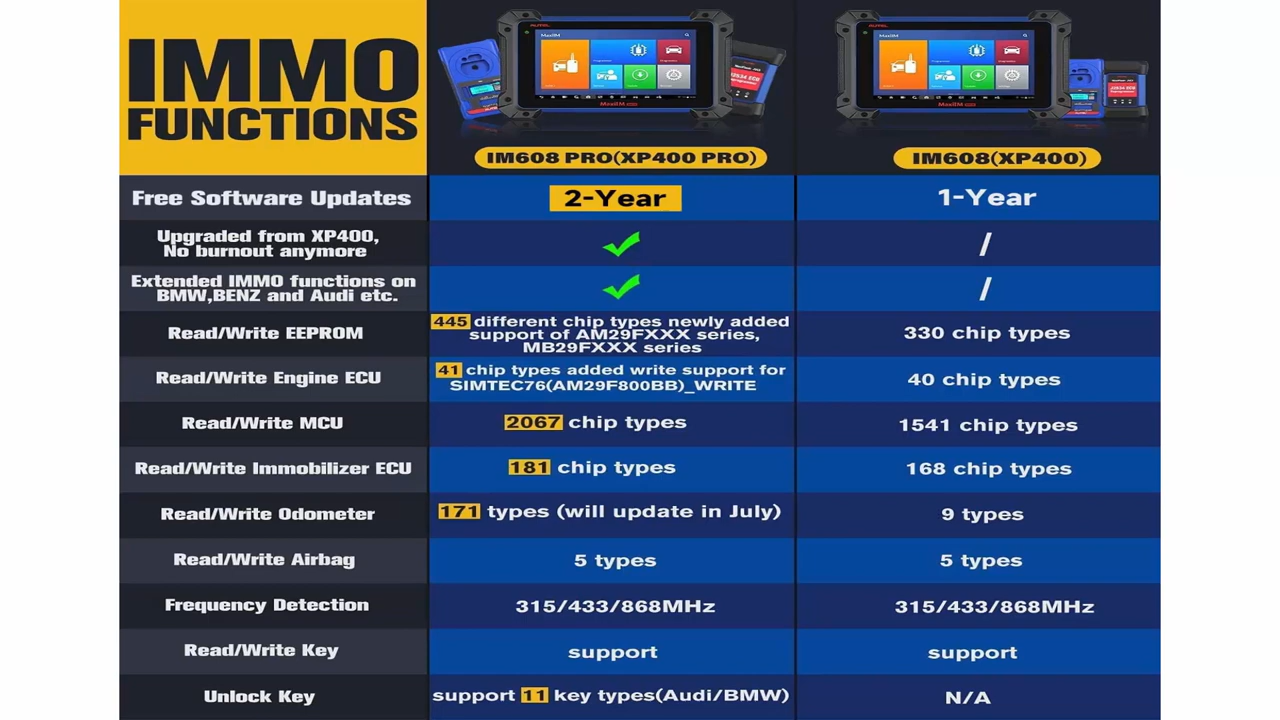 IMMO
FUNCTIONS
AUTEL
MaxiIM
IM608 PRO(XP400 PRO)
AUTEL
MaxiIM
IM608(XP400)
Free Software Updates
2-Year
1-Year
Upgraded from XP400,
No burnout anymore
/
Extended IMMO functions on
BMW,BENZ and Audi etc.
/
Read/Write EEPROM
445 different chip types newly added
support of AM29FXXX series,
MB29FXXX series
330 chip types
Read/Write Engine ECU
41 chip types added write support for
SIMTEC76(AM29F800BB)_WRITE
40 chip types
Read/Write MCU
2067 chip types
1541 chip types
Read/Write Immobilizer ECU
181 chip types
168 chip types
Read/Write Odometer
171 types (will update in July)
9 types
Read/Write Airbag
5 types
5 types
Frequency Detection
315/433/868MHz
315/433/868MHz
Read/Write Key
support
support
Unlock Key
support 11 key types(Audi/BMW)
N/A